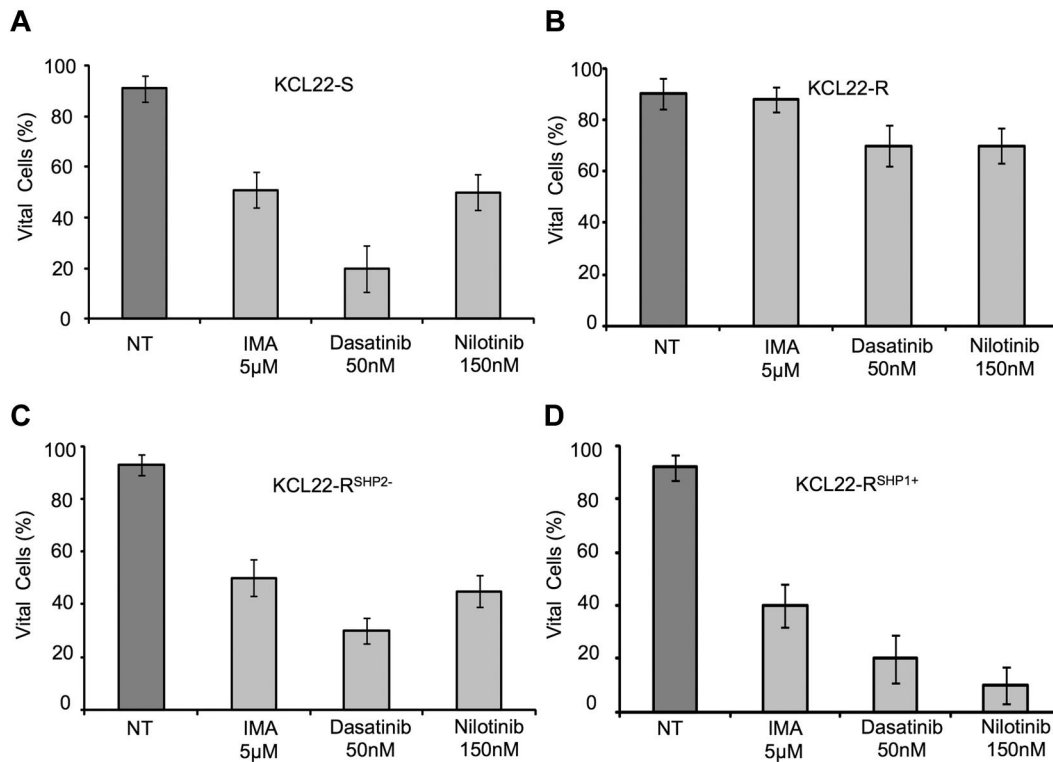 A
KCL22-S
Vital Cells (%)
100
80
60
40
20
0
NT
IMA
5µM
Dasatinib
50nM
Nilotinib
150nM
B
KCL22-R
Vital Cells (%)
100
80
60
40
20
0
NT
IMA
5µM
Dasatinib
50nM
Nilotinib
150nM
C
KCL22-RSHP2-
Vital Cells (%)
100
80
60
40
20
0
NT
IMA
5µM
Dasatinib
50nM
Nilotinib
150nM
D
KCL22-RSHP1+
Vital Cells (%)
100
80
60
40
20
0
NT
IMA
5µM
Dasatinib
50nM
Nilotinib
150nM